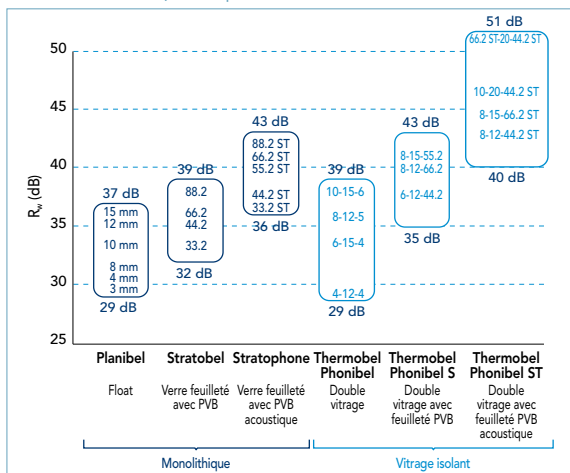 R_w (dB)
50
45
40
35
30
25
37 dB
15 mm
12 mm
10 mm
8 mm
4 mm
3 mm
29 dB
39 dB
88.2
66.2
44.2
33.2
32 dB
43 dB
88.2 ST
66.2 ST
55.2 ST
44.2 ST
33.2 ST
36 dB
39 dB
10-15-6
8-12-5
6-15-4
4-12-4
29 dB
43 dB
8-15-55.2
8-12-66.2
6-12-44.2
35 dB
51 dB
66.2 ST-20-44.2 ST
10-20-44.2 ST
8-15-66.2 ST
8-12-44.2 ST
40 dB
Planibel
Float
Stratobel
Verre feuilleté
avec PVB
Stratophone
Verre feuilleté
avec PVB
acoustique
Thermobel
Phonibel
Double
vitrage
Thermobel
Phonibel S
Double
vitrage avec
feuilleté PVB
Thermobel
Phonibel ST
Double
vitrage avec
feuilleté PVB
acoustique
Monolithique
Vitrage isolant